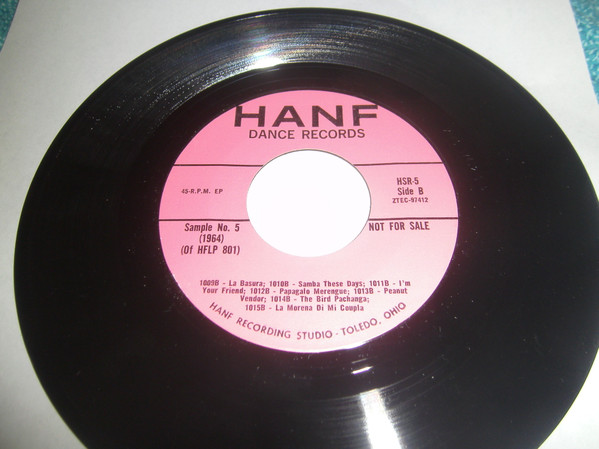 HANF
DANCE RECORDS
45-R.P.M. EP
HSR-5
Side B
ZTEC-97412
Sample No. 5
(1964)
(Of HFLP 801)
NOT FOR SALE
1009B - La Basura; 1010B - Samba These Days; 1011B - I'm
Your Friend; 1012B - Papagalo Merengue; 1013B - Peanut
Vendor; 1014B - The Bird Pachanga;
1015B - La Morena Di Mi Coupla
HANF RECORDING STUDIO - TOLEDO, OHIO